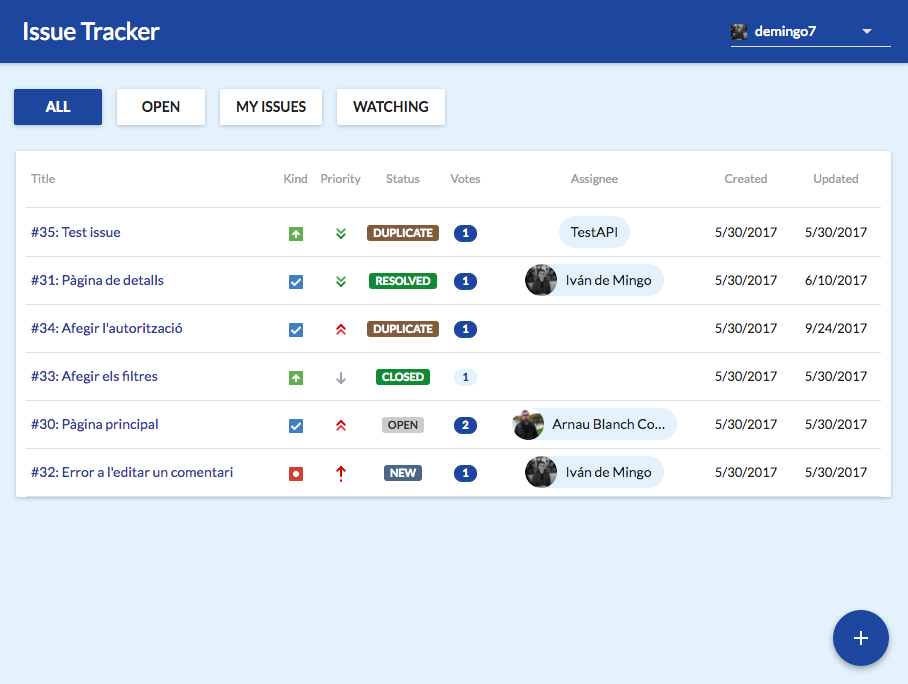 Issue Tracker
demingo7
ALL OPEN MY ISSUES WATCHING
Title Kind Priority Status Votes Assignee Created Updated
#35: Test issue DUPLICATE 1 TestAPI 5/30/2017 5/30/2017
#31: Pàgina de detalls RESOLVED 1 Iván de Mingo 5/30/2017 6/10/2017
#34: Afegir l'autorització DUPLICATE 1 5/30/2017 9/24/2017
#33: Afegir els filtres CLOSED 1 5/30/2017 5/30/2017
#30: Pàgina principal OPEN 2 Arnau Blanch Co... 5/30/2017 5/30/2017
#32: Error a l'editar un comentari NEW 1 Iván de Mingo 5/30/2017 5/30/2017
+